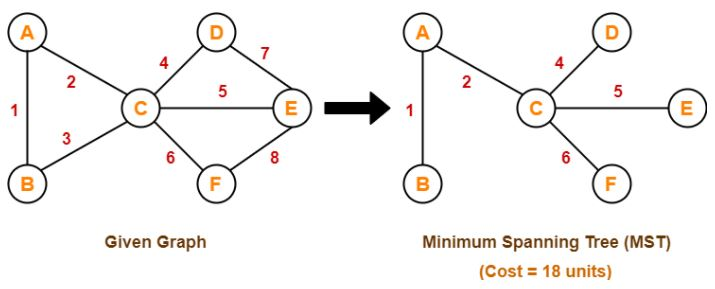 A
D
A
D
4
7
4
2
2
5
5
1
C
E
1
C
E
3
6
8
6
B
F
B
F
Given Graph
Minimum Spanning Tree (MST)
(Cost = 18 units)